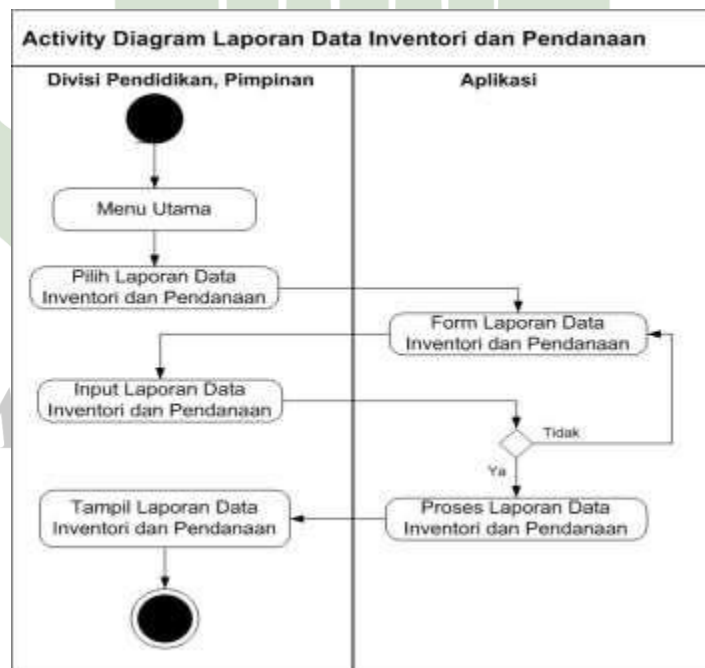 Activity Diagram Laporan Data Inventori dan Pendanaan
Divisi Pendidikan, Pimpinan
Aplikasi
Menu Utama
Pilih Laporan Data
Inventori dan Pendanaan
Form Laporan Data
Inventori dan Pendanaan
Input Laporan Data
Inventori dan Pendanaan
Tidak
Ya
Proses Laporan Data
Inventori dan Pendanaan
Tampil Laporan Data
Inventori dan Pendanaan